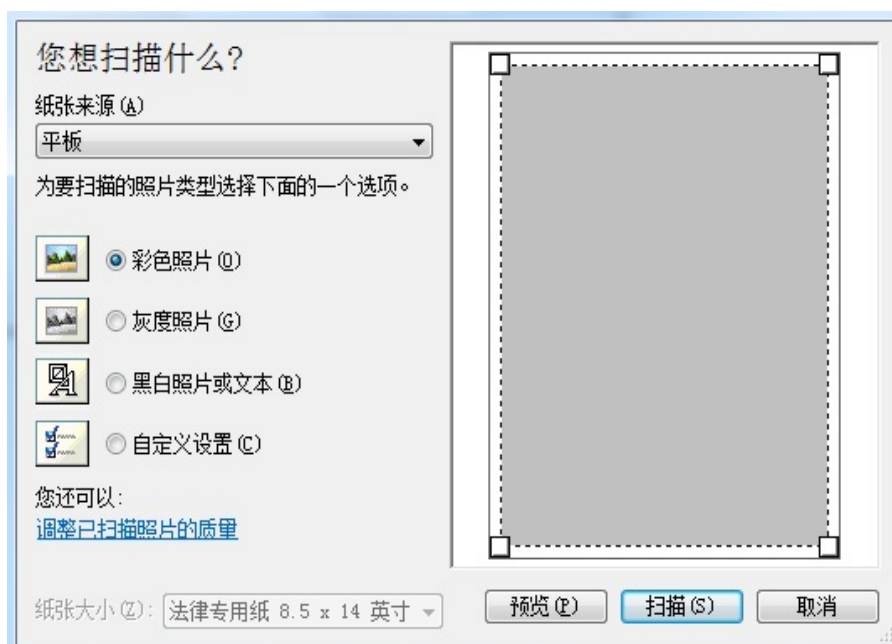 您想扫描什么?
纸张来源(A)
平板
为要扫描的照片类型选择下面的一个选项。
彩色照片(O)
灰度照片(G)
黑白照片或文本(B)
自定义设置(C)
您还可以:
调整已扫描照片的质量
纸张大小(Z): 法律专用纸 8.5 x 14 英寸
预览(P) 扫描(S) 取消